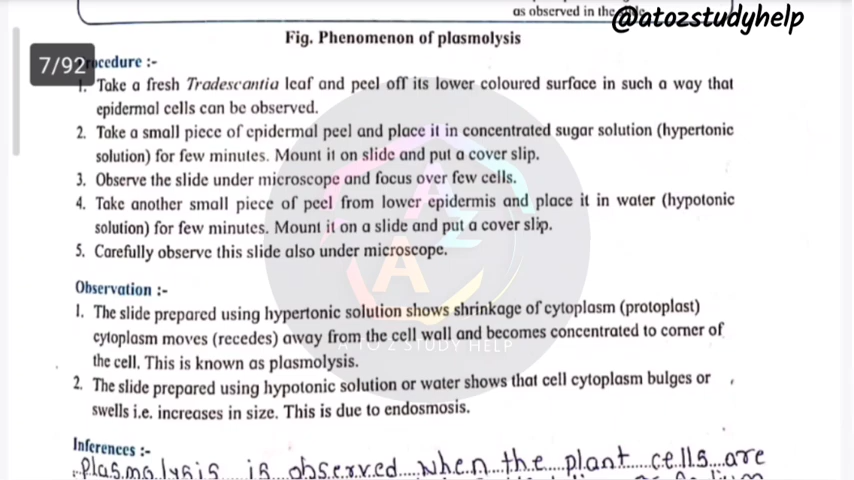 as observed in the
@atozstudyhelp
Fig. Phenomenon of plasmolysis
7/92
Procedure :-
1. Take a fresh Tradescantia leaf and peel off its lower coloured surface in such a way that
epidermal cells can be observed.
2. Take a small piece of epidermal peel and place it in concentrated sugar solution (hypertonic
solution) for few minutes. Mount it on slide and put a cover slip.
3. Observe the slide under microscope and focus over few cells.
4. Take another small piece of peel from lower epidermis and place it in water (hypotonic
solution) for few minutes. Mount it on a slide and put a cover slip.
5. Carefully observe this slide also under microscope.
Observation :-
1. The slide prepared using hypertonic solution shows shrinkage of cytoplasm (protoplast)
cytoplasm moves (recedes) away from the cell wall and becomes concentrated to corner of
the cell. This is known as plasmolysis.
A TO Z STUDY HELP
2. The slide prepared using hypotonic solution or water shows that cell cytoplasm bulges or
swells i.e. increases in size. This is due to endosmosis.
Inferences :-
Plasmolysis is observed when the plant cells are